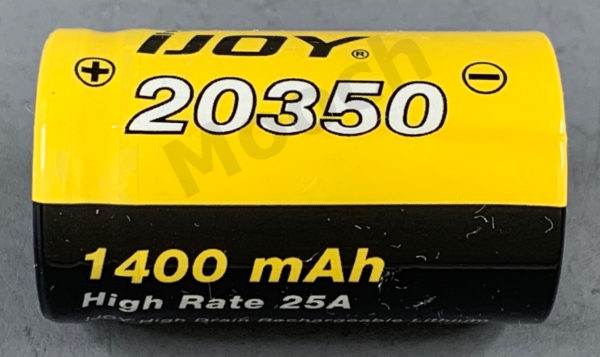 IJOY®
+ −
20350
1400 mAh
High Rate 25A
IJOY High Drain Rechargeable Lithium
Mooch